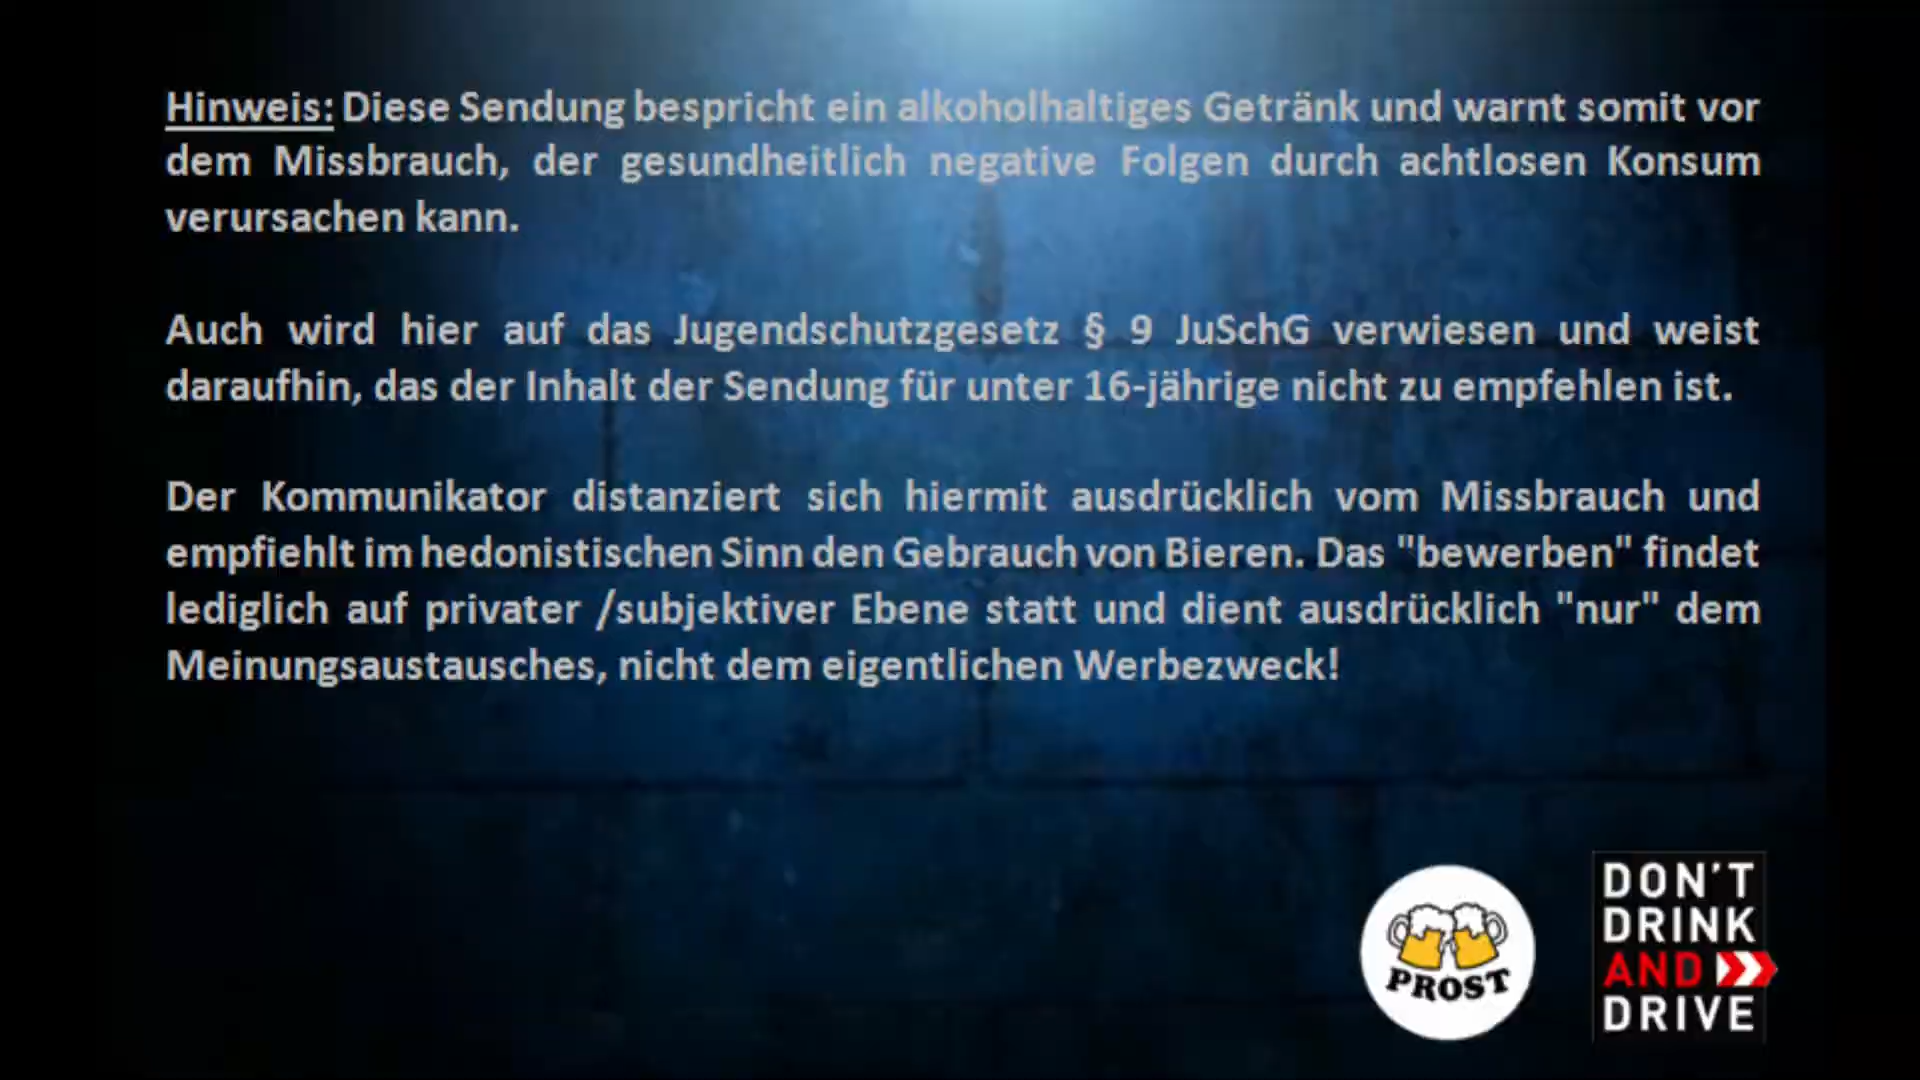 Hinweis: Diese Sendung bespricht ein alkoholhaltiges Getränk und warnt somit vor
dem Missbrauch, der gesundheitlich negative Folgen durch achtlosen Konsum
verursachen kann.
Auch wird hier auf das Jugendschutzgesetz § 9 JuSchG verwiesen und weist
daraufhin, das der Inhalt der Sendung für unter 16-jährige nicht zu empfehlen ist.
Der Kommunikator distanziert sich hiermit ausdrücklich vom Missbrauch und
empfiehlt im hedonistischen Sinn den Gebrauch von Bieren. Das "bewerben" findet
lediglich auf privater /subjektiver Ebene statt und dient ausdrücklich "nur" dem
Meinungsaustausches, nicht dem eigentlichen Werbezweck!
PROST
DON'T
DRINK
AND
DRIVE